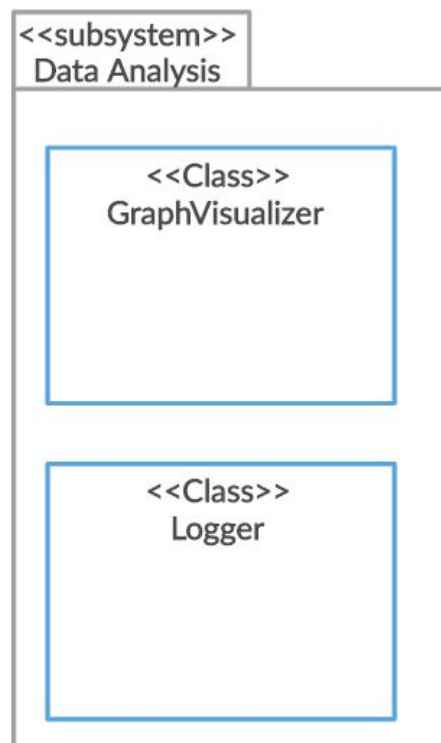 <<subsystem>>
Data Analysis
<<Class>>
GraphVisualizer
<<Class>>
Logger